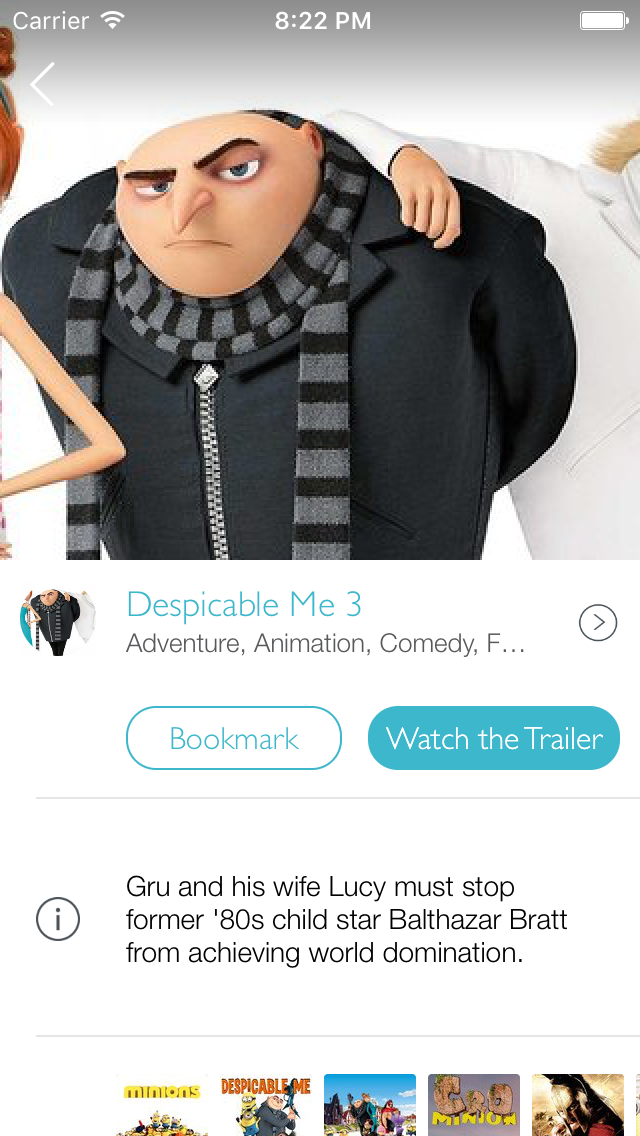 Carrier 8:22 PM
Despicable Me 3
Adventure, Animation, Comedy, F...
Bookmark
Watch the Trailer
Gru and his wife Lucy must stop
former '80s child star Balthazar Bratt
from achieving world domination.
minions
DESPICABLE ME
GRU
MINION